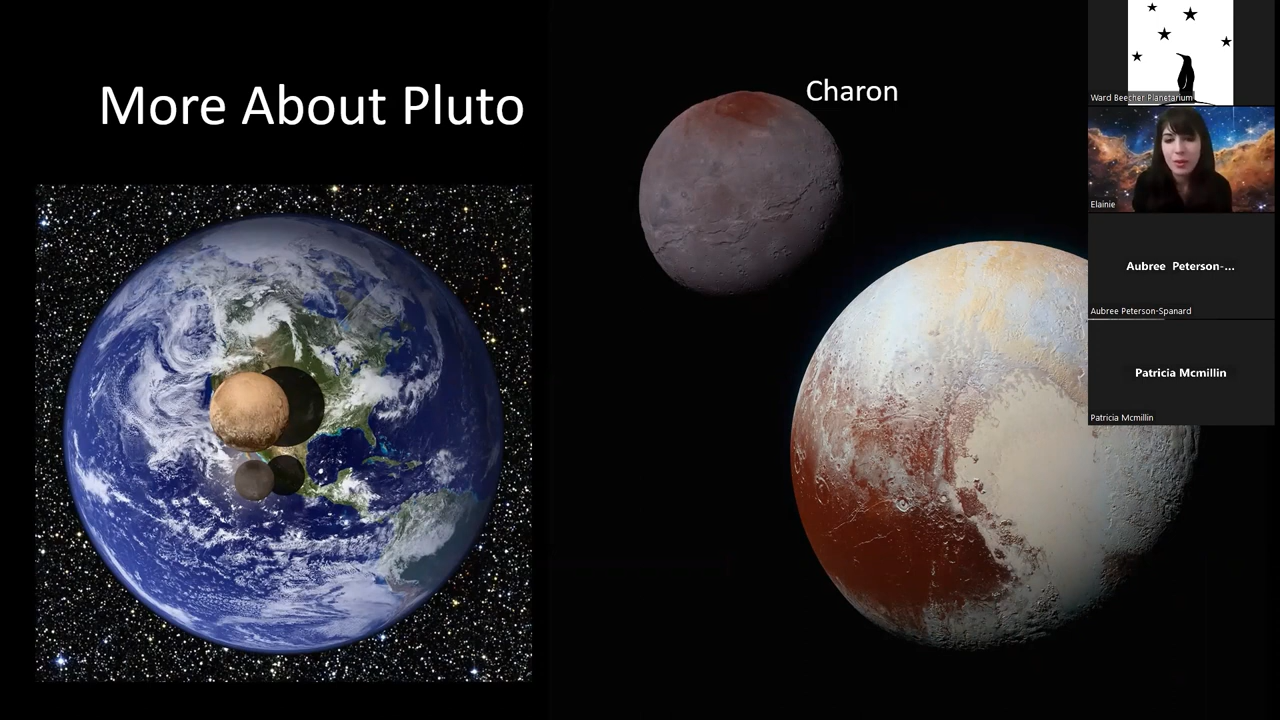 More About Pluto
Charon
Ward Beecher Planetarium
Elainie
Aubree Peterson-...
Aubree Peterson-Spanard
Patricia Mcmillin
Patricia Mcmillin